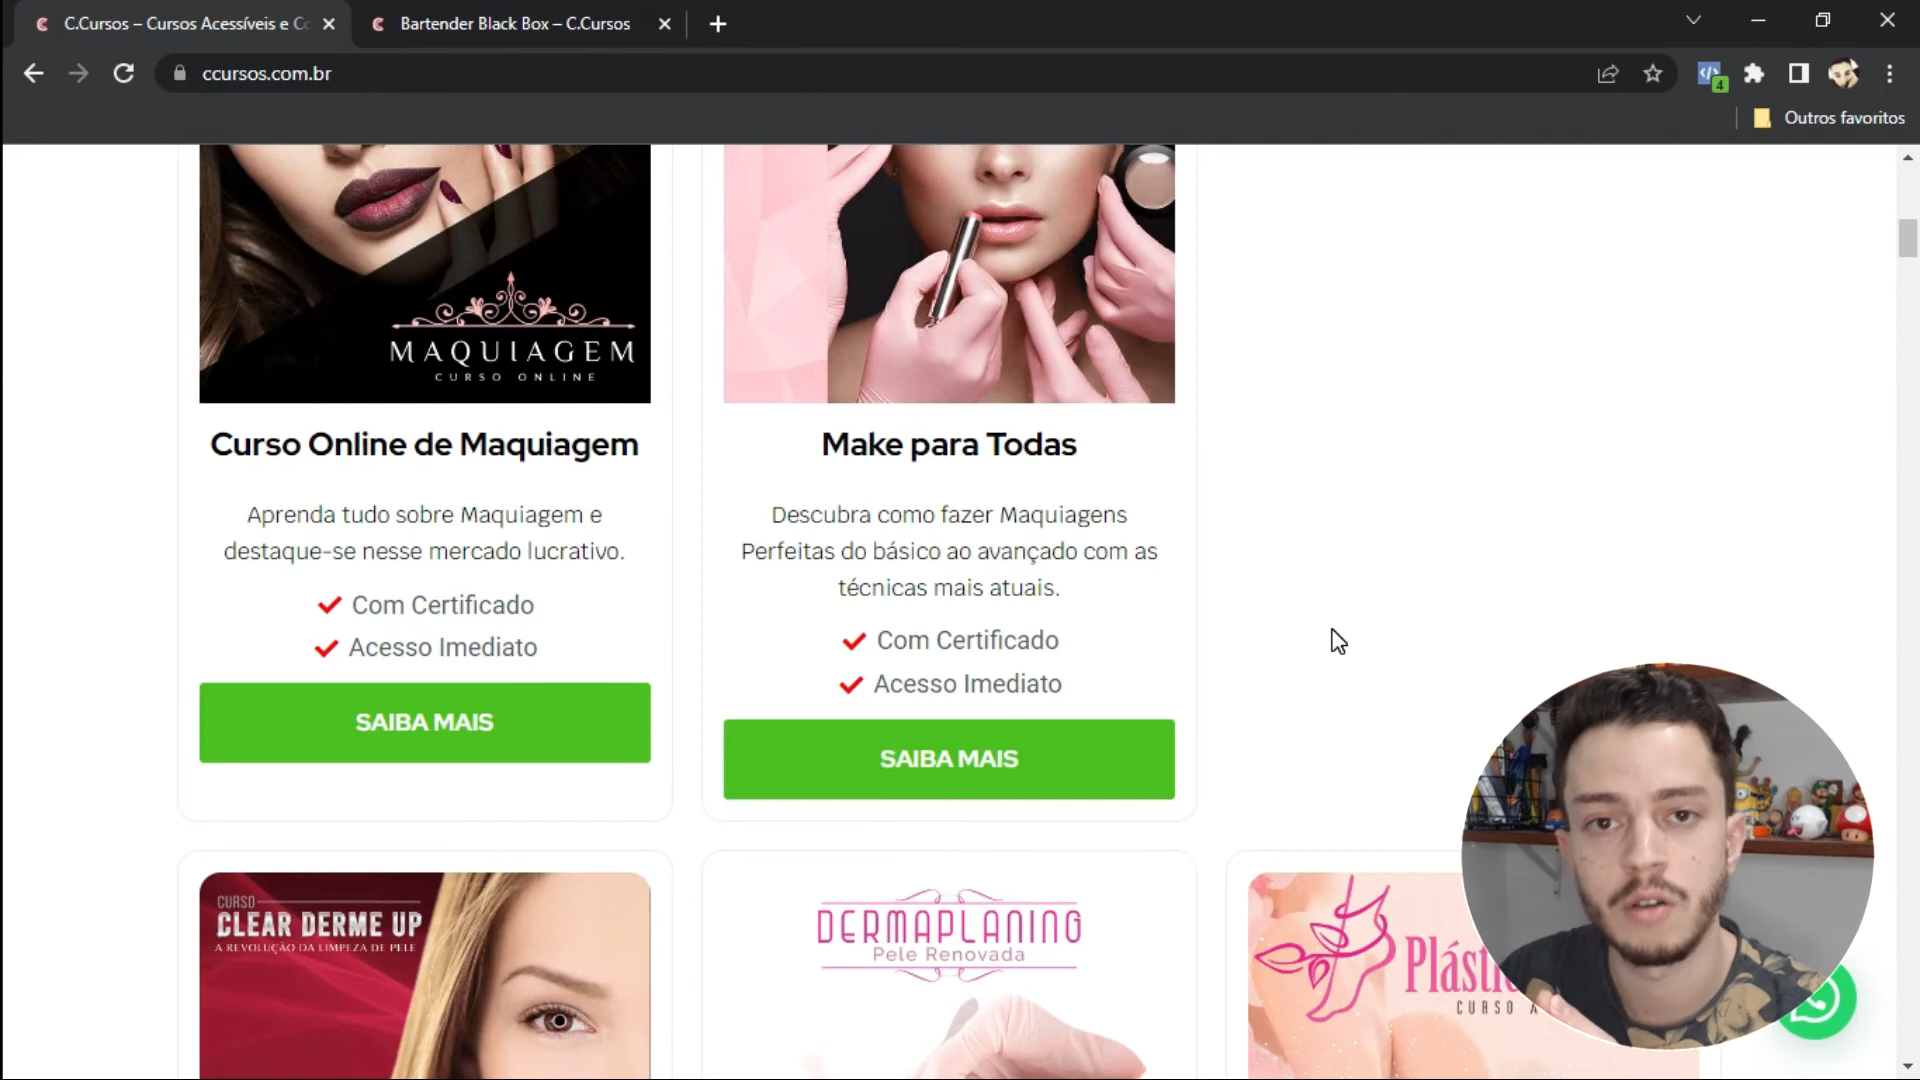 C.Cursos – Cursos Acessíveis e Co
Bartender Black Box – C.Cursos
ccursos.com.br
4
Outros favoritos
MAQUIAGEM
CURSO ONLINE
Curso Online de Maquiagem
Aprenda tudo sobre Maquiagem e
destaque-se nesse mercado lucrativo.
Com Certificado
Acesso Imediato
SAIBA MAIS
Make para Todas
Descubra como fazer Maquiagens
Perfeitas do básico ao avançado com as
técnicas mais atuais.
Com Certificado
Acesso Imediato
SAIBA MAIS
CURSO
CLEAR DERME UP
A REVOLUÇÃO DA LIMPEZA DE PELE
DERMAPLANING
Pele Renovada
Plásti
CURSO A